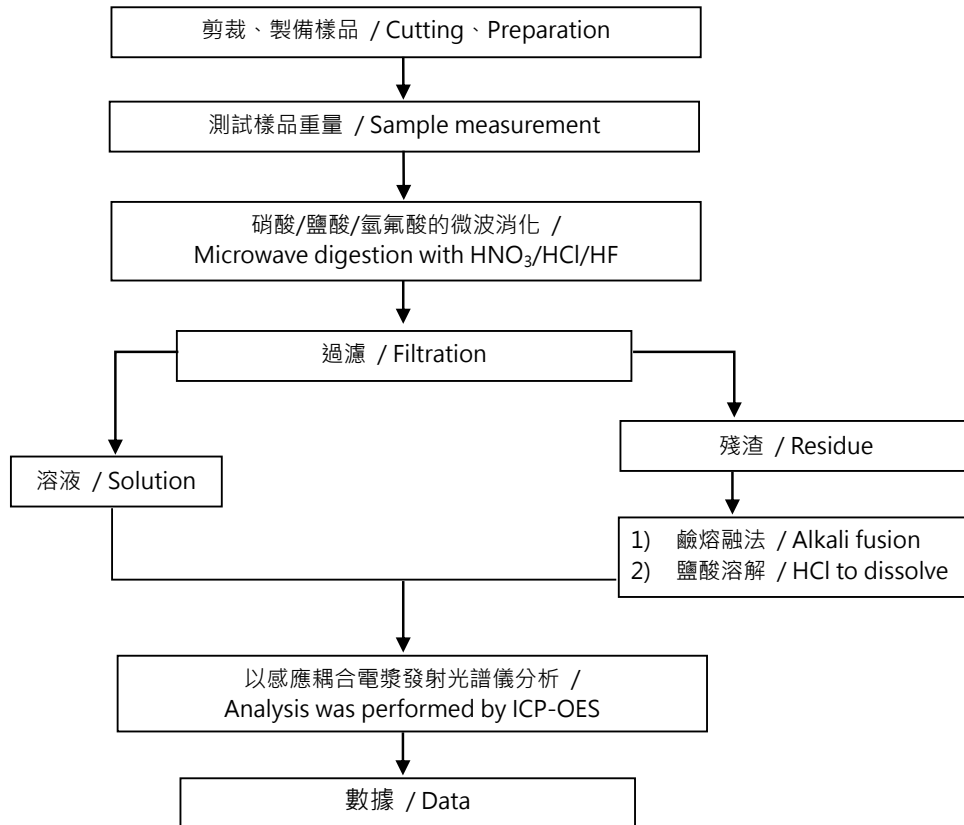 剪裁、製備樣品 / Cutting、Preparation
測試樣品重量 / Sample measurement
硝酸/鹽酸/氫氟酸的微波消化 /
Microwave digestion with HNO₃/HCl/HF
過濾 / Filtration
溶液 / Solution
殘渣 / Residue
1) 鹼熔融法 / Alkali fusion
2) 鹽酸溶解 / HCl to dissolve
以感應耦合電漿發射光譜儀分析 /
Analysis was performed by ICP-OES
數據 / Data